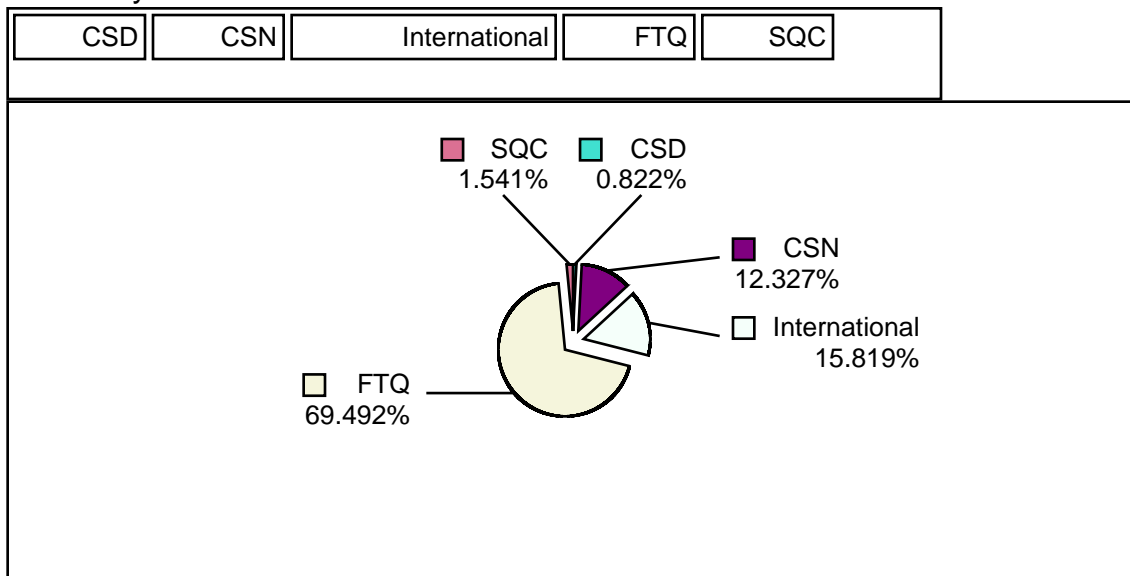 CSD CSN International FTQ SQC
SQC CSD
1.541% 0.822%
CSN
12.327%
International
15.819%
FTQ
69.492%